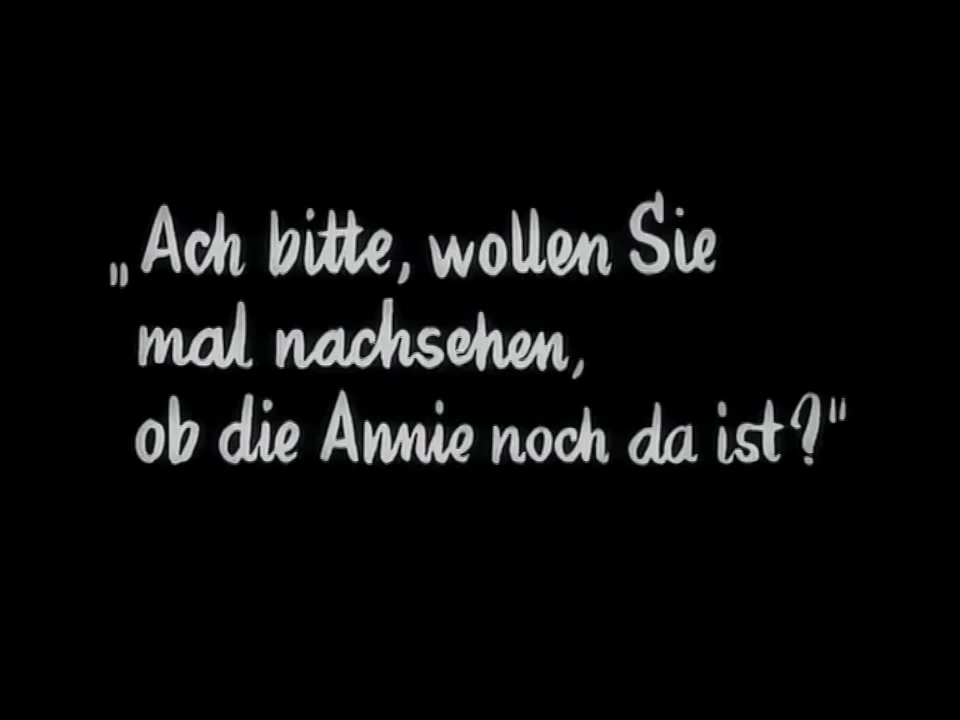 „Ach bitte, wollen Sie
mal nachsehen,
ob die Annie noch da ist?"